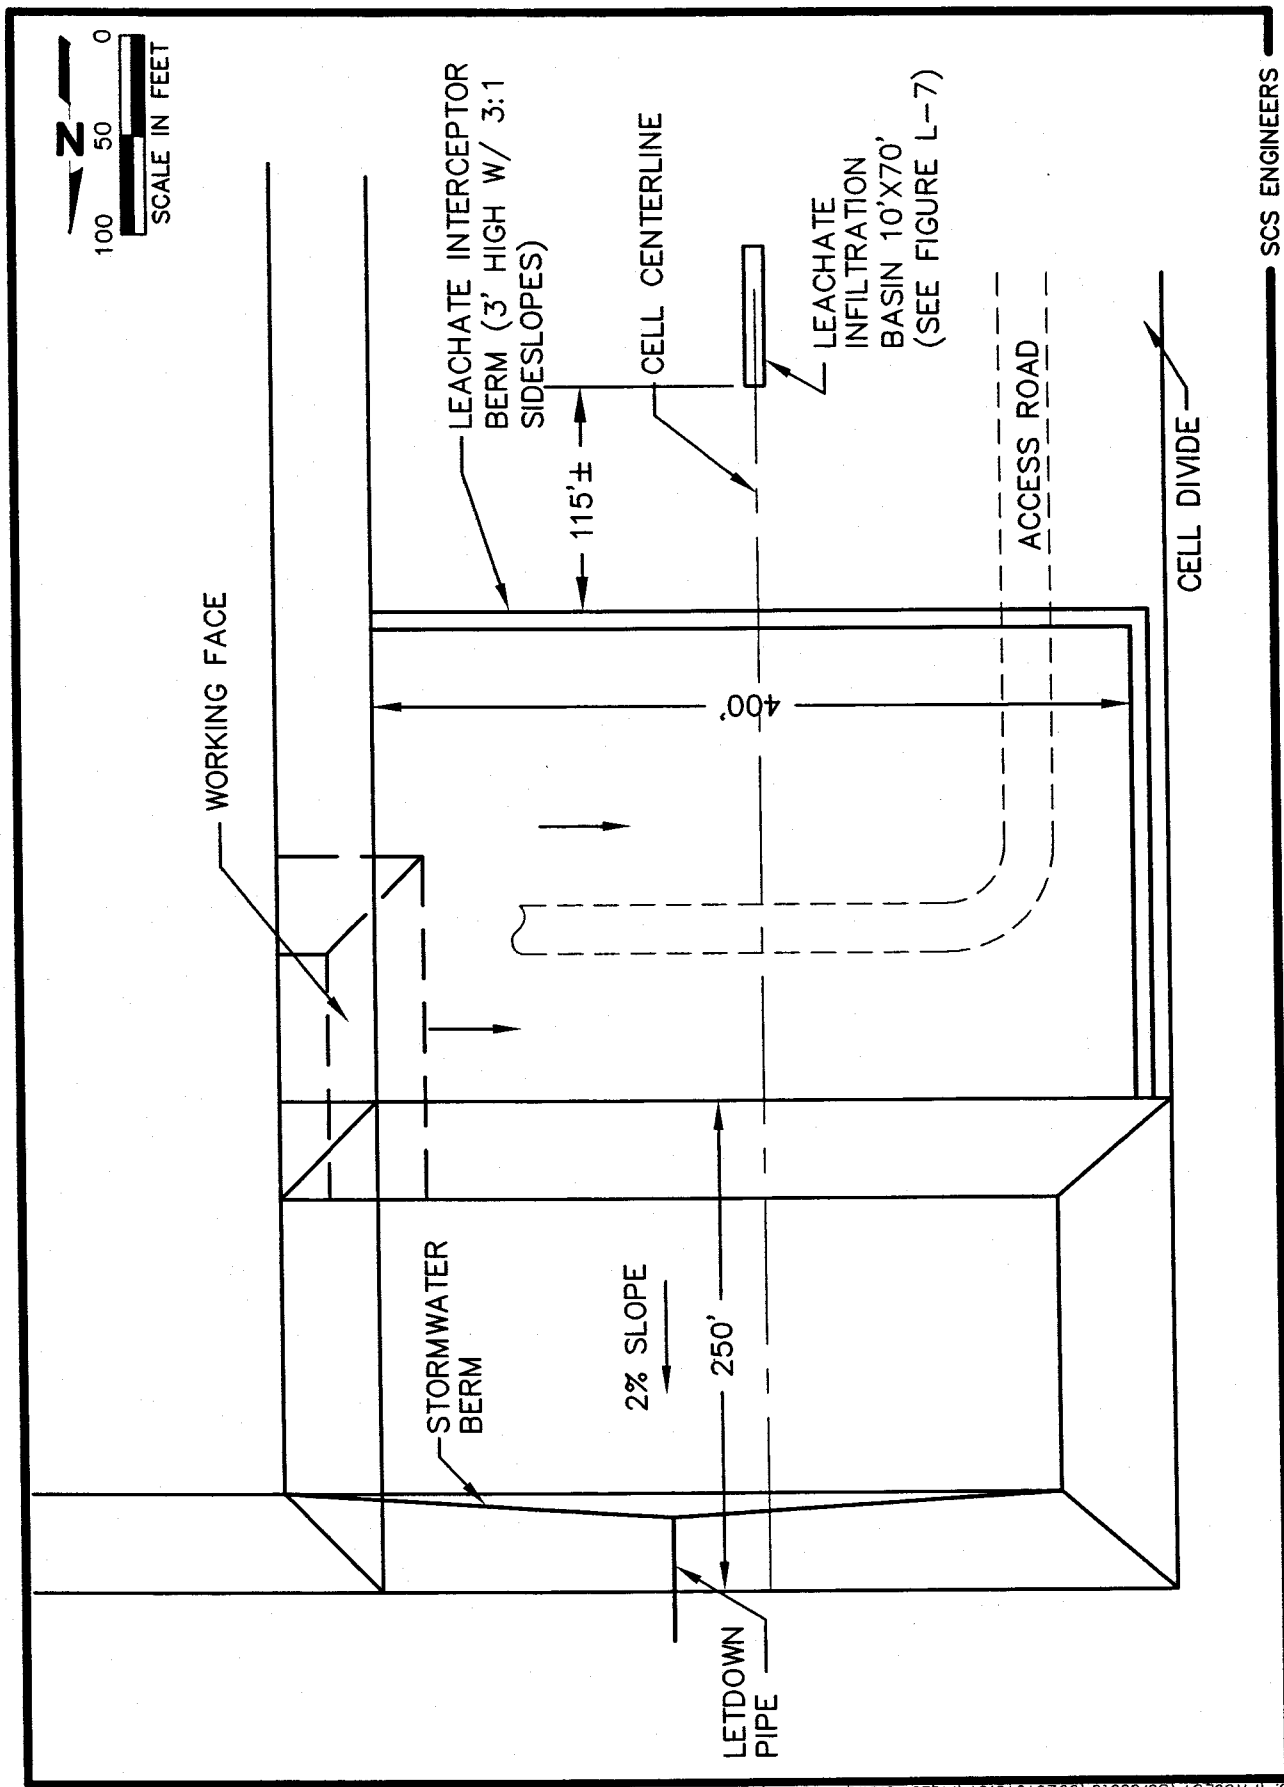 N
100 50 0
SCALE IN FEET
WORKING FACE
LEACHATE INTERCEPTOR
BERM (3' HIGH W/ 3:1
SIDESLOPES)
115'±
CELL CENTERLINE
400'
LEACHATE
INFILTRATION
BASIN 10'X70'
(SEE FIGURE L-7)
STORMWATER
BERM
2% SLOPE
250'
ACCESS ROAD
LETDOWN
PIPE
CELL DIVIDE
SCS ENGINEERS